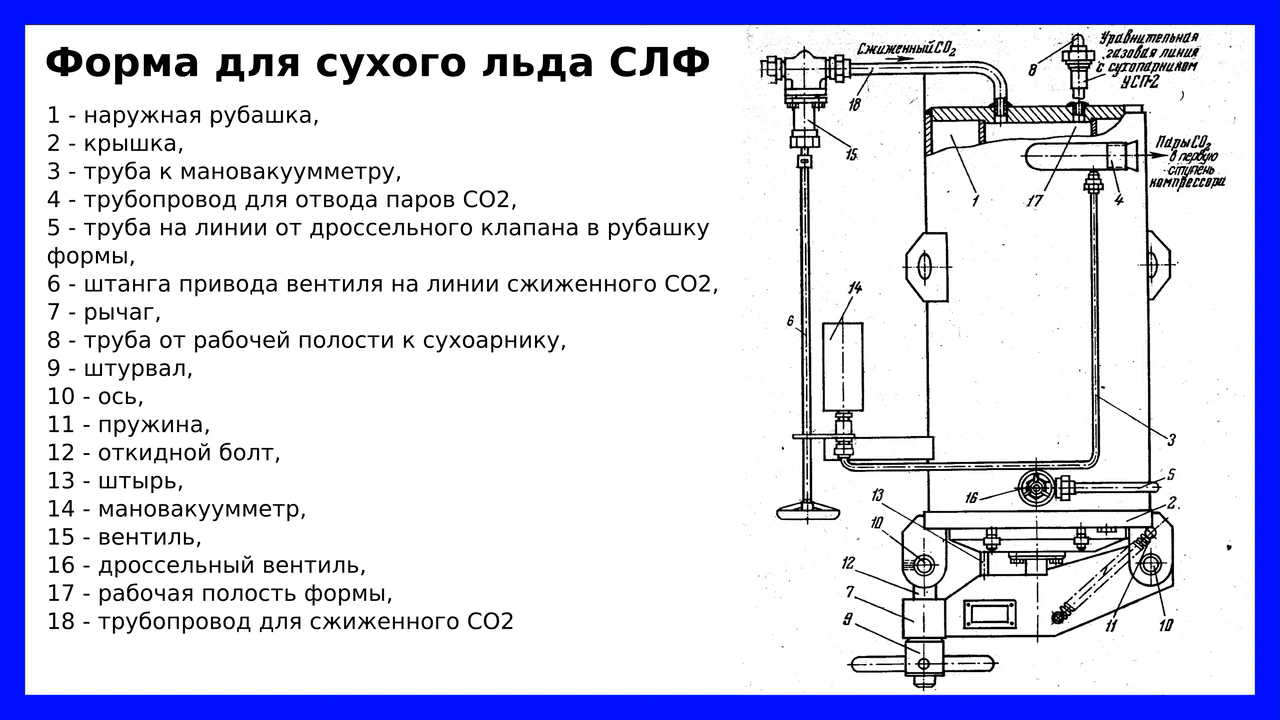 Форма для сухого льда СЛФ
1 - наружная рубашка,
2 - крышка,
3 - труба к мановакуумметру,
4 - трубопровод для отвода паров СО2,
5 - труба на линии от дроссельного клапана в рубашку
формы,
6 - штанга привода вентиля на линии сжиженного СО2,
7 - рычаг,
8 - труба от рабочей полости к сухоарнику,
9 - штурвал,
10 - ось,
11 - пружина,
12 - откидной болт,
13 - штырь,
14 - мановакуумметр,
15 - вентиль,
16 - дроссельный вентиль,
17 - рабочая полость формы,
18 - трубопровод для сжиженного СО2
Сжиженный CO₂
8
Уравнительная
газовая линия
с сухопарником
УСП-2
18
15
Пары CO₂
в первую
ступень
компрессора
1
17
4
14
6
3
5
16
13
2
10
12
7
9
11
10